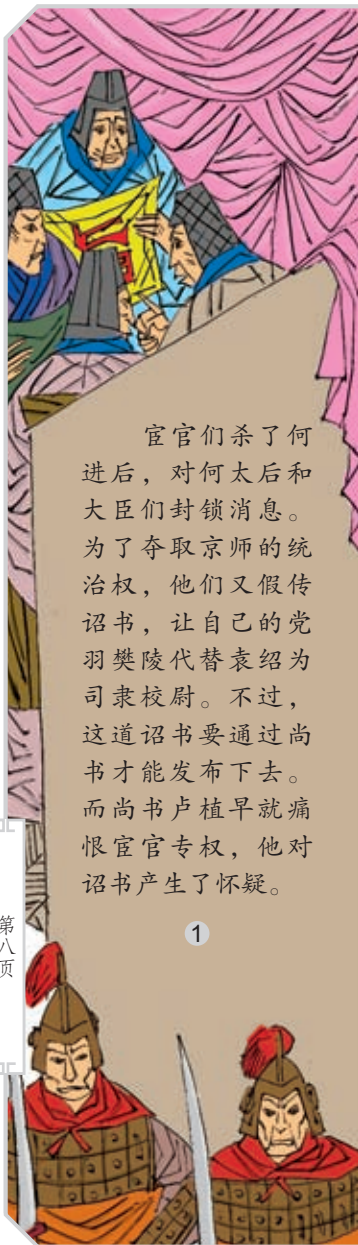 宦官们杀了何
进后，对何太后和
大臣们封锁消息。
为了夺取京师的统
治权，他们又假传
诏书，让自己的党
羽樊陵代替袁绍为
司隶校尉。不过，
这道诏书要通过尚
书才能发布下去。
而尚书卢植早就痛
恨宦官专权，他对
诏书产生了怀疑。
1
第八页